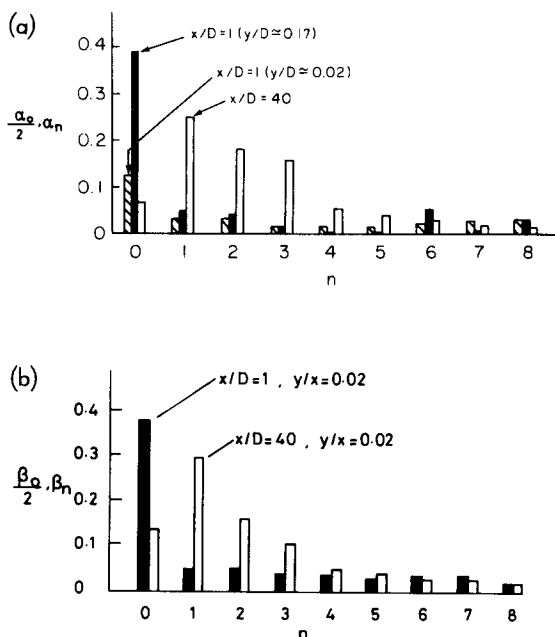 (a)
x/D=1 (y/D≃0.17)
x/D=1 (y/D≃0.02)
x/D=40
α₀/2, αₙ
0.4
0.3
0.2
0.1
0
0 1 2 3 4 5 6 7 8
n
(b)
x/D=1 , y/x=0.02
x/D=40 , y/x=0.02
β₀/2, βₙ
0.4
0.3
0.2
0.1
0
0 1 2 3 4 5 6 7 8
n